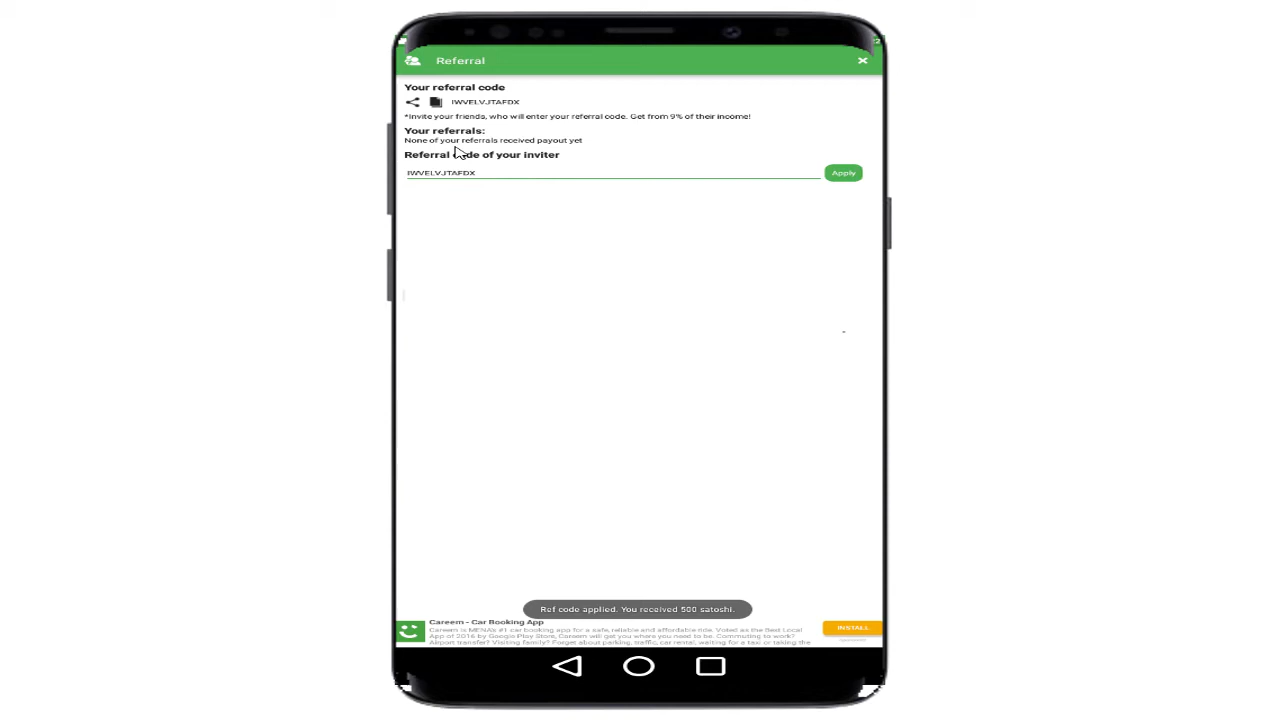 Referral
Your referral code
IWVELVJTAFDX
*Invite your friends, who will enter your referral code. Get from 9% of their income!
Your referrals:
None of your referrals received payout yet
Referral code of your inviter
IWVELVJTAFDX
Apply
Ref code applied. You received 500 satoshi.
Careem - Car Booking App
Careem is MENA's #1 car booking app for a safe, reliable and affordable ride. Voted as the Best Local
App of 2016 by Google Play Store, Careem will get you where you need to be. Commuting to work?
Airport transfer? Visiting family? Forget about parking, traffic, car rental, waiting for a taxi or taking the
INSTALL